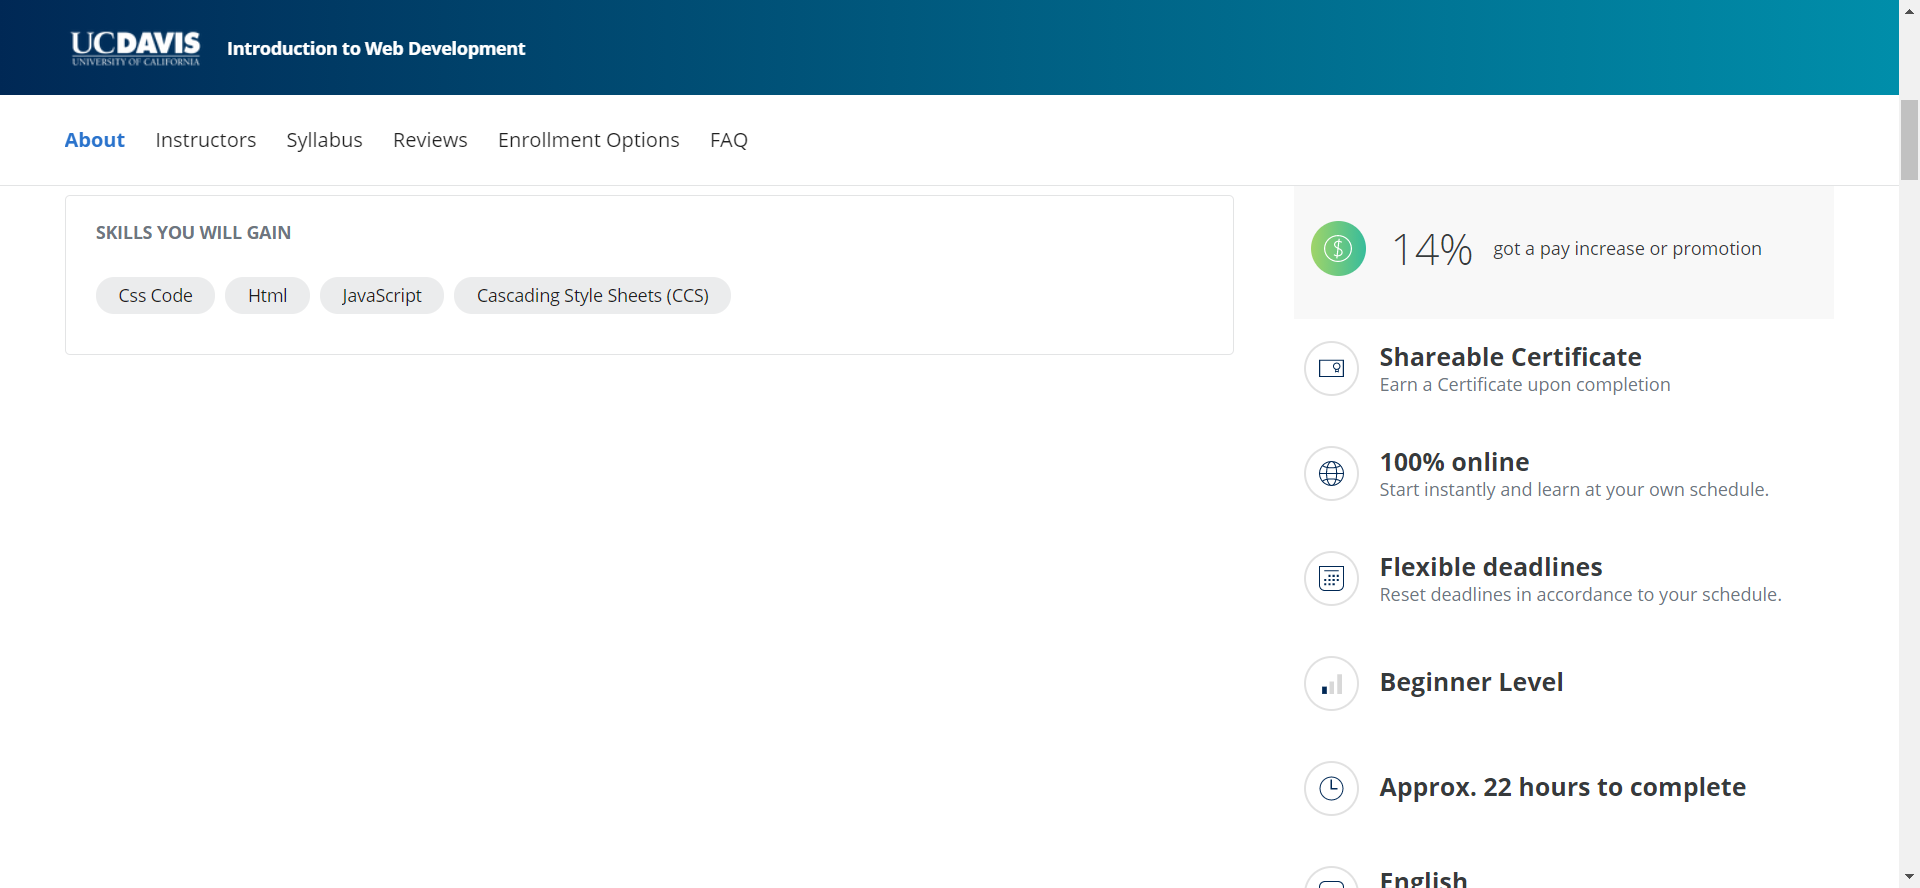 UCDAVIS
UNIVERSITY OF CALIFORNIA
Introduction to Web Development
About Instructors Syllabus Reviews Enrollment Options FAQ
SKILLS YOU WILL GAIN
Css Code Html JavaScript Cascading Style Sheets (CCS)
14% got a pay increase or promotion
Shareable Certificate
Earn a Certificate upon completion
100% online
Start instantly and learn at your own schedule.
Flexible deadlines
Reset deadlines in accordance to your schedule.
Beginner Level
Approx. 22 hours to complete
English